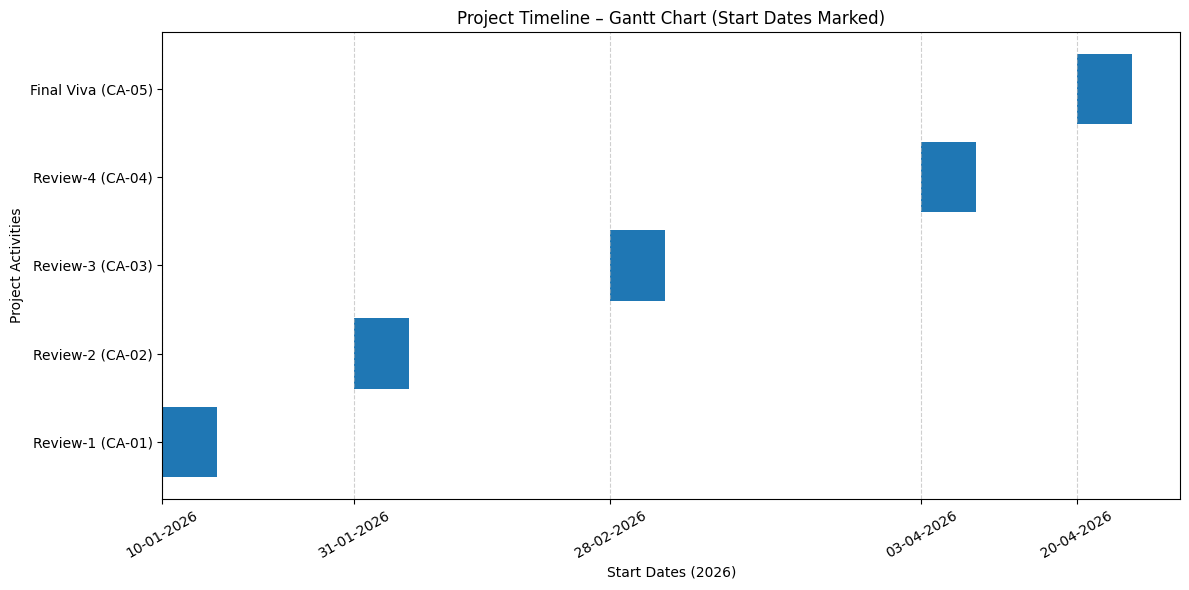 Project Timeline – Gantt Chart (Start Dates Marked)
Project Activities
Final Viva (CA-05)
Review-4 (CA-04)
Review-3 (CA-03)
Review-2 (CA-02)
Review-1 (CA-01)
10-01-2026
31-01-2026
28-02-2026
03-04-2026
20-04-2026
Start Dates (2026)